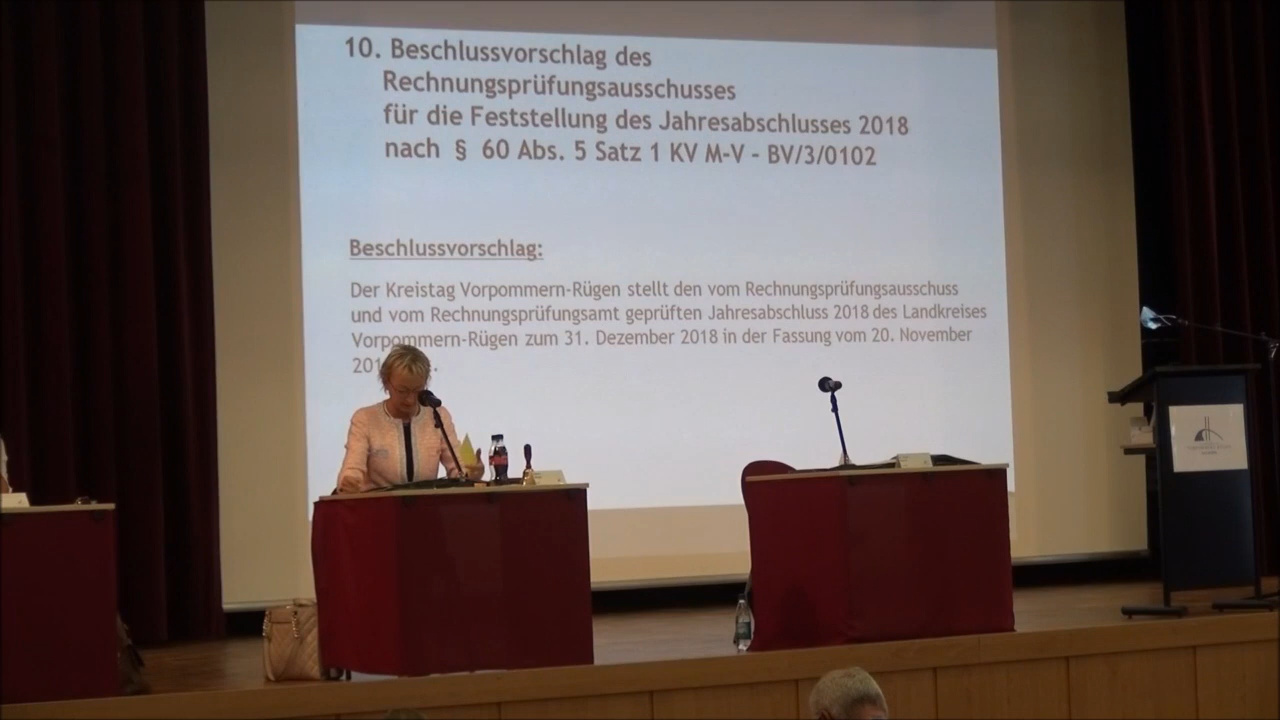 10. Beschlussvorschlag des
Rechnungsprüfungsausschusses
für die Feststellung des Jahresabschlusses 2018
nach § 60 Abs. 5 Satz 1 KV M-V - BV/3/0102
Beschlussvorschlag:
Der Kreistag Vorpommern-Rügen stellt den vom Rechnungsprüfungsausschuss
und vom Rechnungsprüfungsamt geprüften Jahresabschluss 2018 des Landkreises
Vorpommern-Rügen zum 31. Dezember 2018 in der Fassung vom 20. November